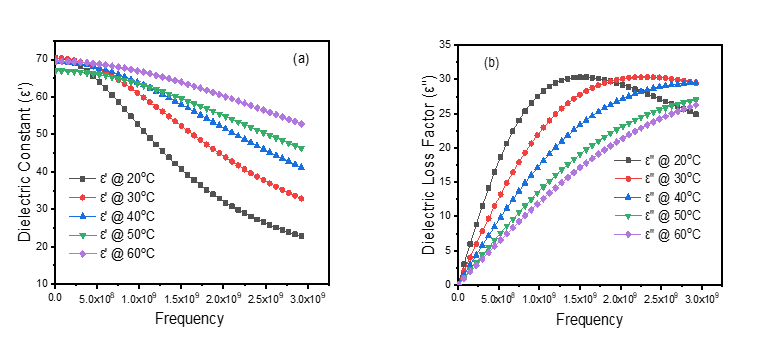 (a)
Dielectric Constant (ε')
70
60
50
40
30
20
10
ε' @ 20°C
ε' @ 30°C
ε' @ 40°C
ε' @ 50°C
ε' @ 60°C
0.0 5.0x10⁸ 1.0x10⁹ 1.5x10⁹ 2.0x10⁹ 2.5x10⁹ 3.0x10⁹
Frequency
(b)
Dielectric Loss Factor (ε'')
35
30
25
20
15
10
5
0
ε'' @ 20°C
ε'' @ 30°C
ε'' @ 40°C
ε'' @ 50°C
ε'' @ 60°C
0.0 5.0x10⁸ 1.0x10⁹ 1.5x10⁹ 2.0x10⁹ 2.5x10⁹ 3.0x10⁹
Frequency